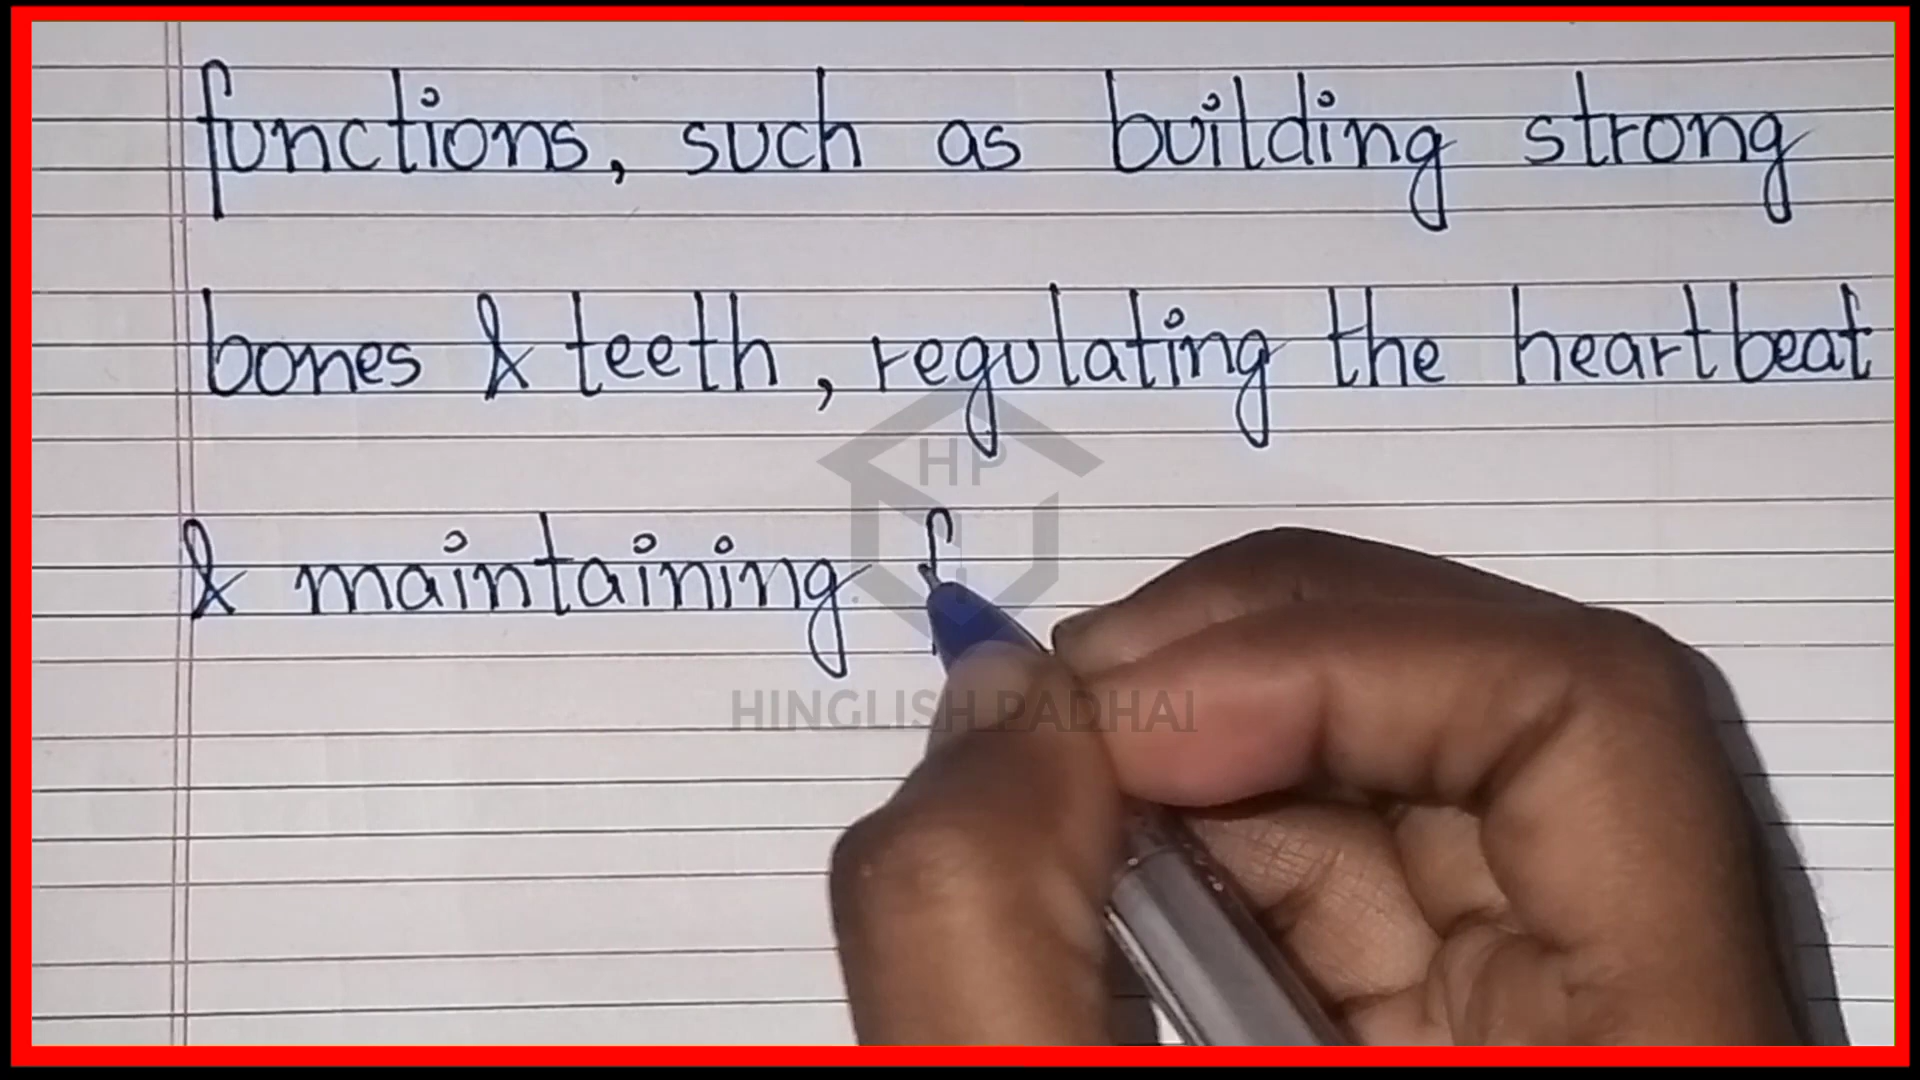 functions, such as building strong
bones & teeth, regulating the heartbeat
& maintaining f
HP
HINGLISH PADHAI